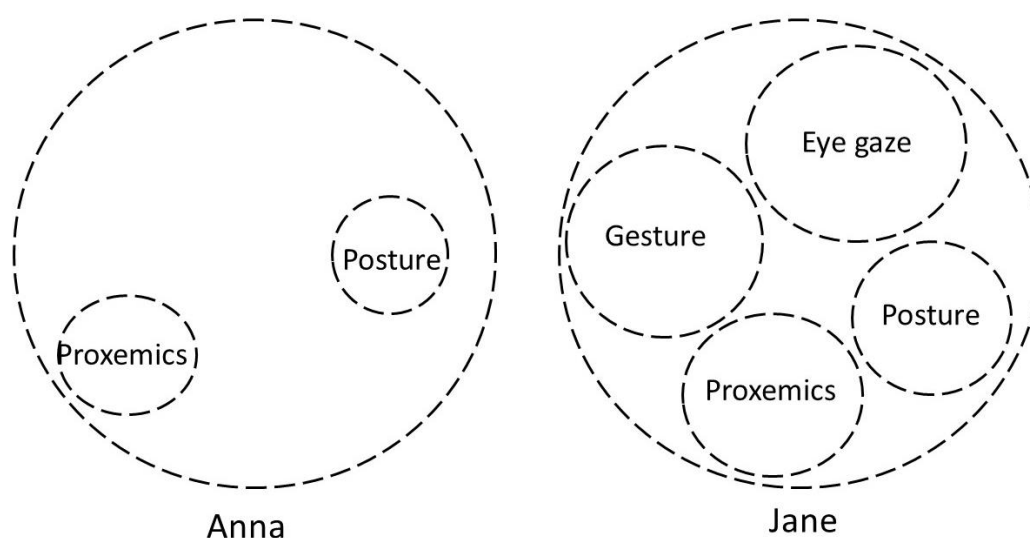 Posture
Proxemics
Anna
Eye gaze
Gesture
Posture
Proxemics
Jane